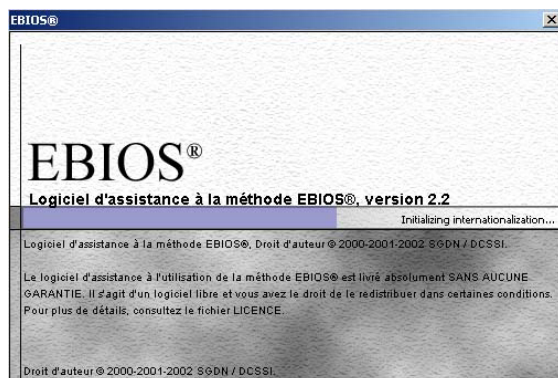 EBIOS®
EBIOS®
Logiciel d'assistance à la méthode EBIOS®, version 2.2
Initializing internationalization...
Logiciel d'assistance à la méthode EBIOS®, Droit d'auteur © 2000-2001-2002 SGDN / DCSSI.
Le logiciel d'assistance à l'utilisation de la méthode EBIOS® est livré absolument SANS AUCUNE
GARANTIE. Il s'agit d'un logiciel libre et vous avez le droit de le redistribuer dans certaines conditions.
Pour plus de détails, consultez le fichier LICENCE.
Droit d'auteur © 2000-2001-2002 SGDN / DCSSI.